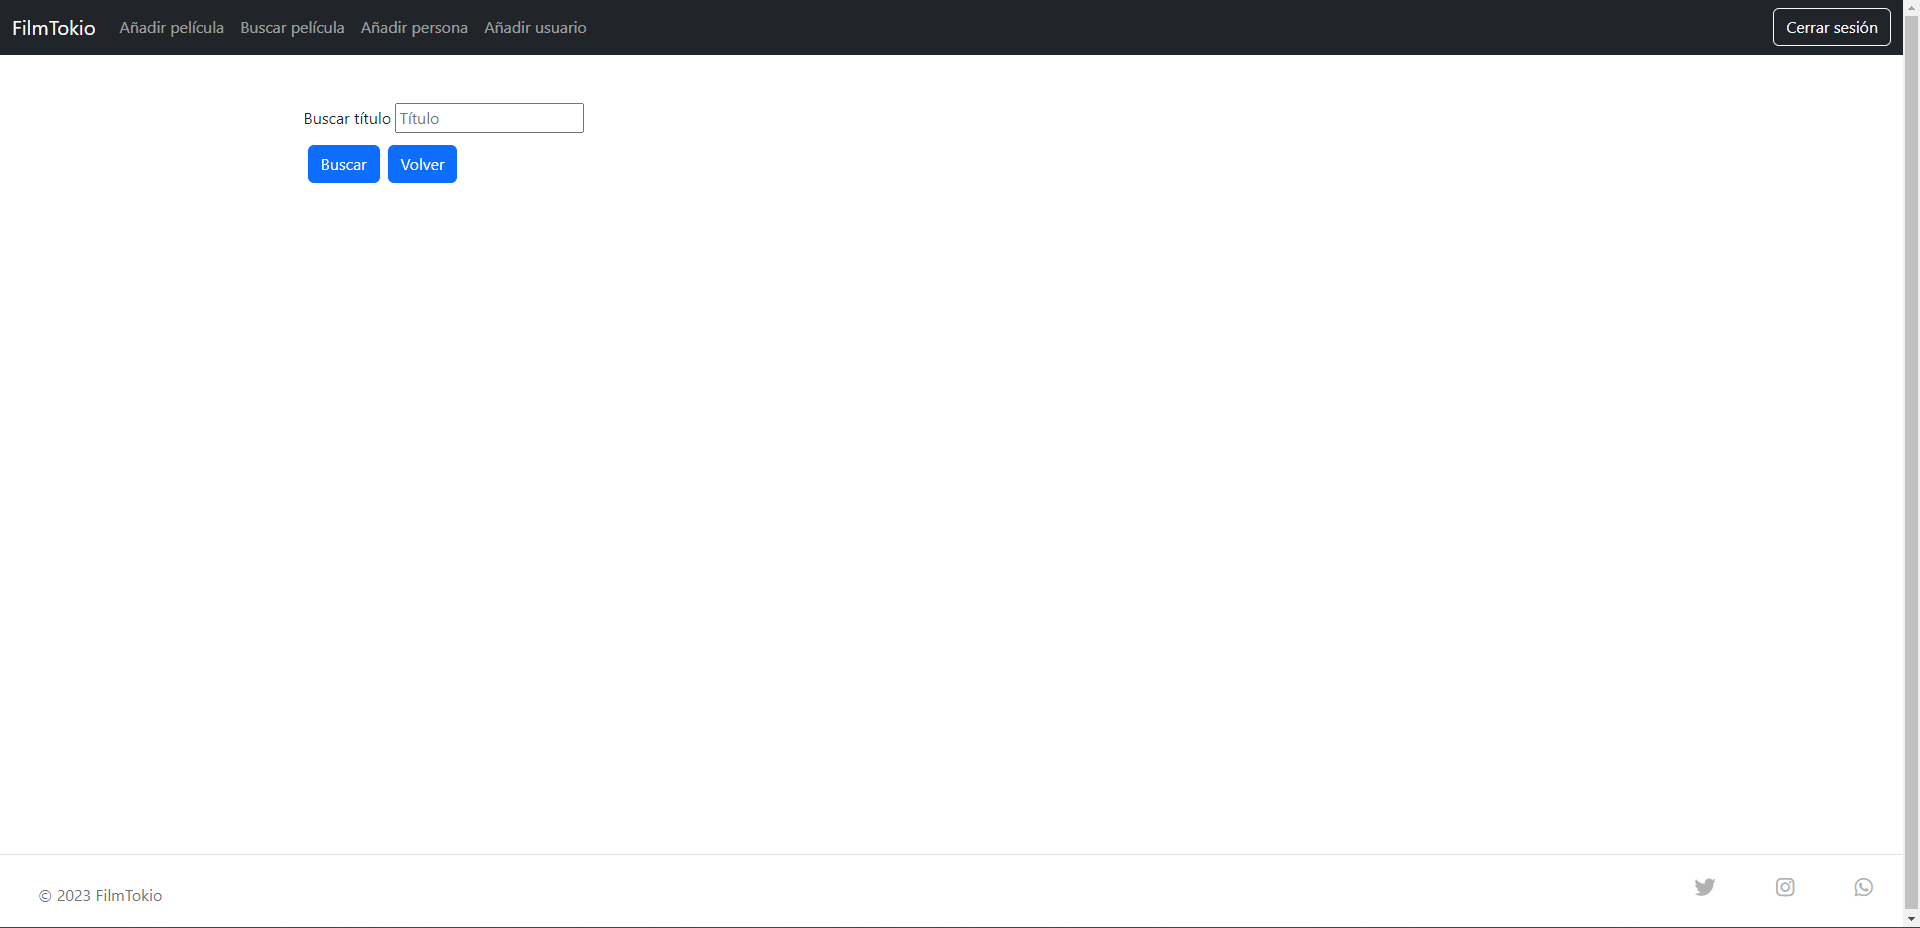 FilmTokio Añadir película Buscar película Añadir persona Añadir usuario Cerrar sesión
Buscar título Título
Buscar Volver
© 2023 FilmTokio